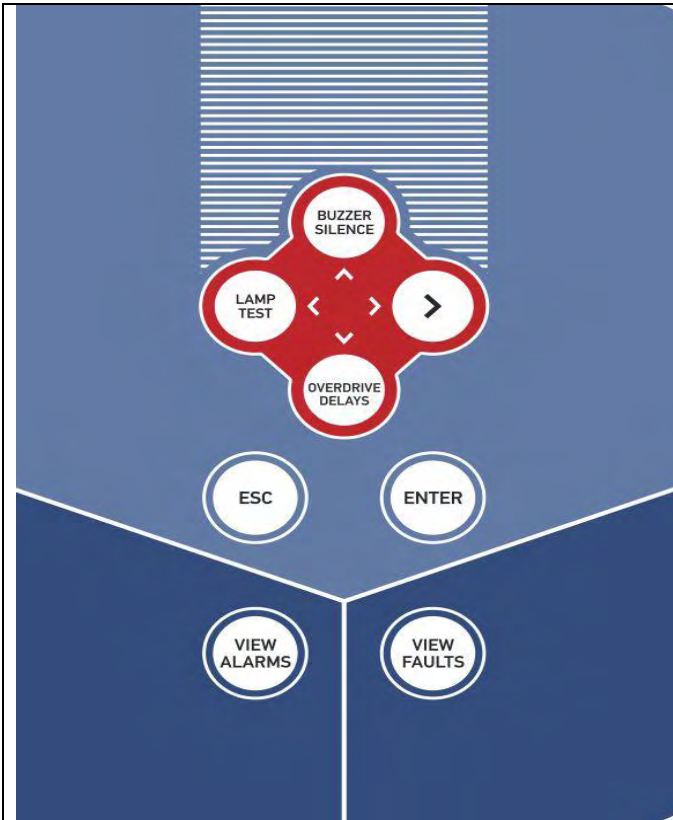 BUZZER
SILENCE
LAMP
TEST
>
OVERDRIVE
DELAYS
ESC
ENTER
VIEW
ALARMS
VIEW
FAULTS